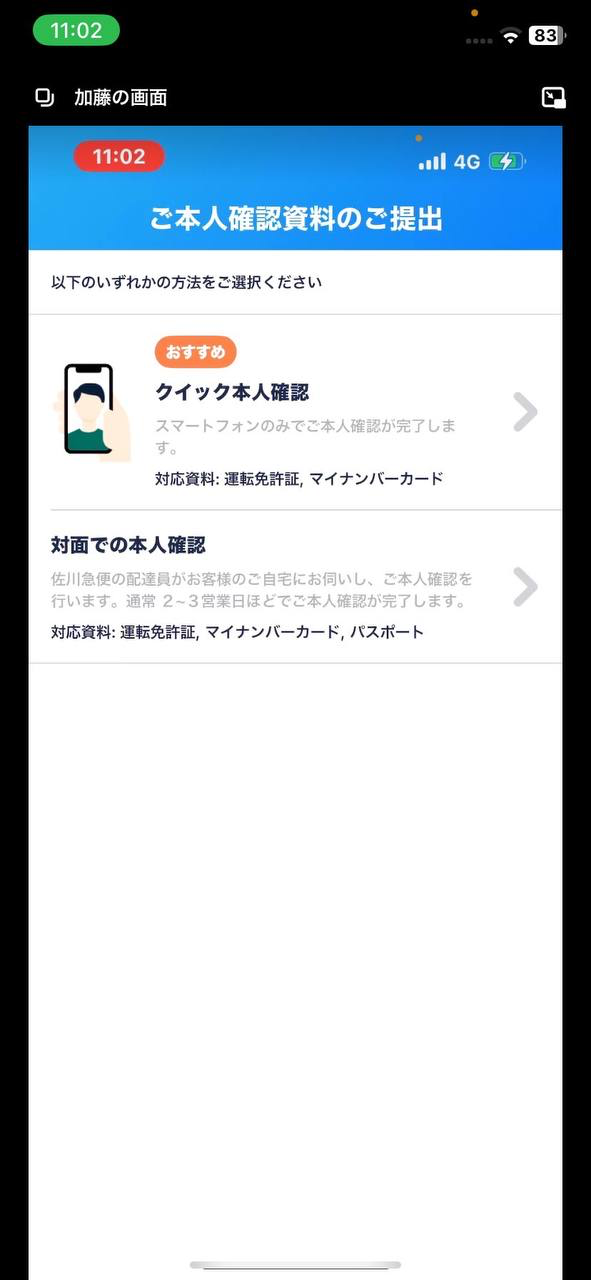 11:02
83
加藤の画面
11:02
4G
ご本人確認資料のご提出
以下のいずれかの方法をご選択ください
おすすめ
クイック本人確認
スマートフォンのみでご本人確認が完了しま
す。
対応資料: 運転免許証, マイナンバーカード
対面での本人確認
佐川急便の配達員がお客様のご自宅にお伺いし、ご本人確認を
行います。通常 2~3営業日ほどでご本人確認が完了します。
対応資料: 運転免許証, マイナンバーカード, パスポート